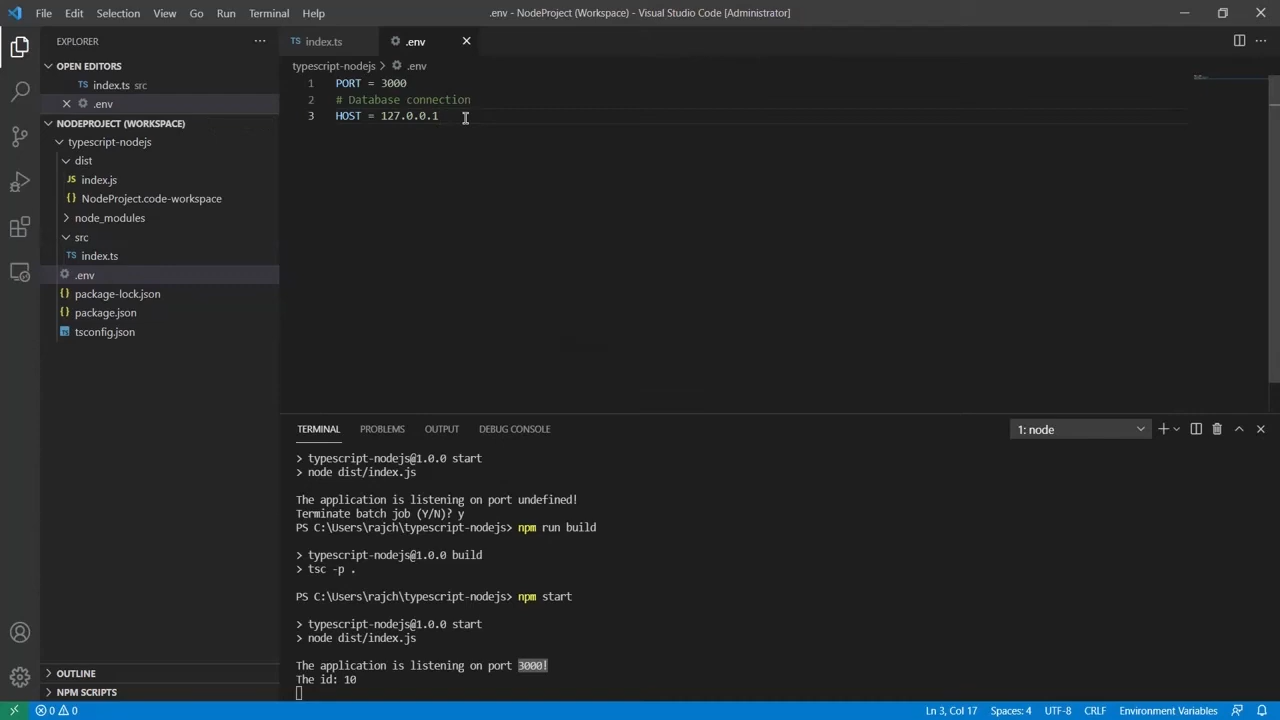 File Edit Selection View Go Run Terminal Help
.env - NodeProject (Workspace) - Visual Studio Code [Administrator]
EXPLORER
OPEN EDITORS
index.ts src
.env
NODEPROJECT (WORKSPACE)
typescript-nodejs
dist
JS index.js
{} NodeProject.code-workspace
node_modules
src
TS index.ts
.env
{} package-lock.json
{} package.json
TS tsconfig.json
OUTLINE
NPM SCRIPTS
TS index.ts
.env
typescript-nodejs > .env
1 PORT = 3000
2 # Database connection
3 HOST = 127.0.0.1
TERMINAL PROBLEMS OUTPUT DEBUG CONSOLE
1: node
> typescript-nodejs@1.0.0 start
> node dist/index.js
The application is listening on port undefined!
Terminate batch job (Y/N)? y
PS C:\Users\rajch\typescript-nodejs> npm run build
> typescript-nodejs@1.0.0 build
> tsc -p .
PS C:\Users\rajch\typescript-nodejs> npm start
> typescript-nodejs@1.0.0 start
> node dist/index.js
The application is listening on port 3000!
The id: 10
0 0
Ln 3, Col 17 Spaces: 4 UTF-8 CRLF Environment Variables